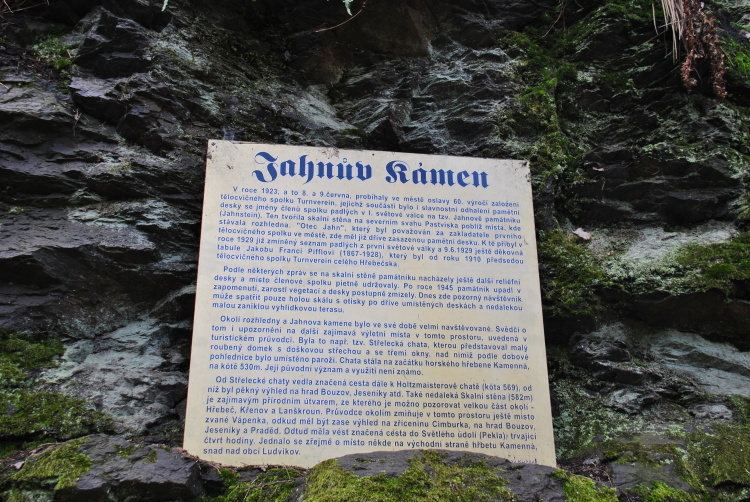 Jahnův Kámen
V roce 1923, a to 8. a 9.června, probíhaly ve městě oslavy 60. výročí založení
tělocvičného spolku Turnverein, jejichž součástí bylo i slavnostní odhalení pamětní
desky se jmény členů spolku padlých v I. světové válce na tzv. Jahnově památníku
(Jahnstein). Ten tvořila skalní stěna na severním svahu Pastviska poblíž místa, kde
stávala rozhledna. "Otec Jahn", který byl považován za zakladatele prvního
tělocvičného spolku ve městě, zde měl již dříve zasazenou pamětní desku. K té přibyl v
roce 1929 již zmíněný seznam padlých z první světové války a 9.6.1929 ještě děkovná
tabule Jakobu Franci Pifflovi (1867-1928), který byl od roku 1910 předsedou
tělocvičného spolku Turnverein celého Hřebečska.
Podle některých zpráv se na skalní stěně památníku nacházely ještě další reliéfní
desky a místo členové spolku pietně udržovaly. Po roce 1945 památník upadl v
zapomenutí, zarostl vegetací a desky postupně zmizely. Dnes zde pozorný návštěvník
může spatřit pouze holou skálu s otisky po dříve umístěných deskách a nedalekou
malou zaniklou vyhlídkovou terasu.
Okolí rozhledny a Jahnova kamene bylo ve své době velmi navštěvované. Svědčí o
tom i upozornění na další zajímavá výletní místa v tomto prostoru, uvedená v
turistickém průvodci. Byla to např. tzv. Střelecká chata, kterou představoval malý
roubený domek s doškovou střechou a se třemi okny, nad nimiž podle dobové
pohlednice bylo umístěno paroží. Chata stála na začátku horského hřebene Kamenná,
na kótě 530m. Její původní význam a využití není známo.
Od Střelecké chaty vedla značená cesta dále k Holtzmaisterově chatě (kóta 569), od
níž byl pěkný výhled na hrad Bouzov, Jeseníky atd. Také nedaleká Skalní stěna (582m)
je zajímavým přírodním útvarem, ze kterého je možno pozorovat velkou část okolí -
Hřebeč, Křenov a Lanškroun. Průvodce okolím zmiňuje v tomto prostoru ještě místo
zvané Vápenka, odkud měl být zase výhled na zříceninu Cimburka, na hrad Bouzov,
Jeseníky a Praděd. Odtud měla vést značená cesta do Světlého údolí (Pekla) trvající
čtvrt hodiny. Jednalo se zřejmě o místo někde na východní straně hřbetu Kamenná,
snad nad obcí Ludvíkov.